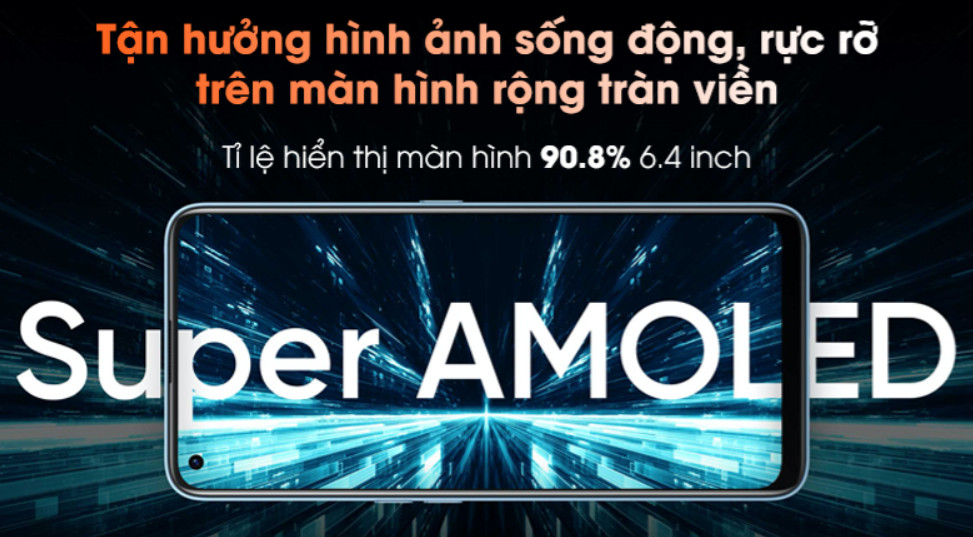 Tận hưởng hình ảnh sống động, rực rỡ
trên màn hình rộng tràn viền
Tỉ lệ hiển thị màn hình 90.8% 6.4 inch
Super AMOLED